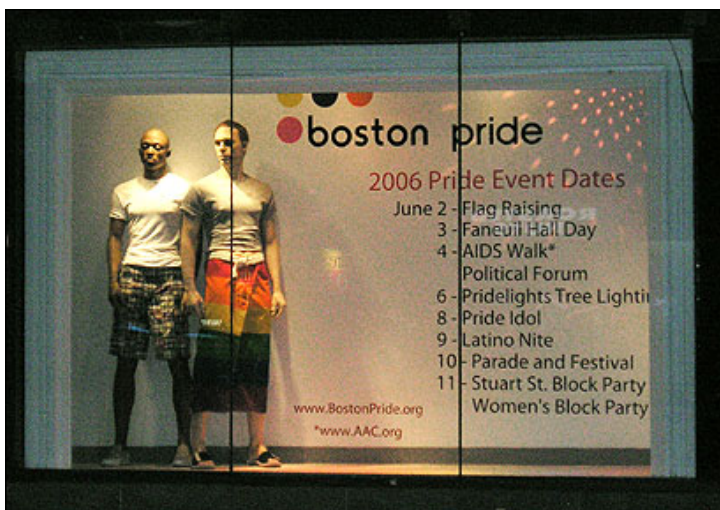 boston pride
2006 Pride Event Dates
June 2 - Flag Raising
3 - Faneuil Hall Day
4 - AIDS Walk*
Political Forum
6 - Pridelights Tree Lightin
8 - Pride Idol
9 - Latino Nite
10 - Parade and Festival
11 - Stuart St. Block Party
Women's Block Party
www.BostonPride.org
*www.AAC.org